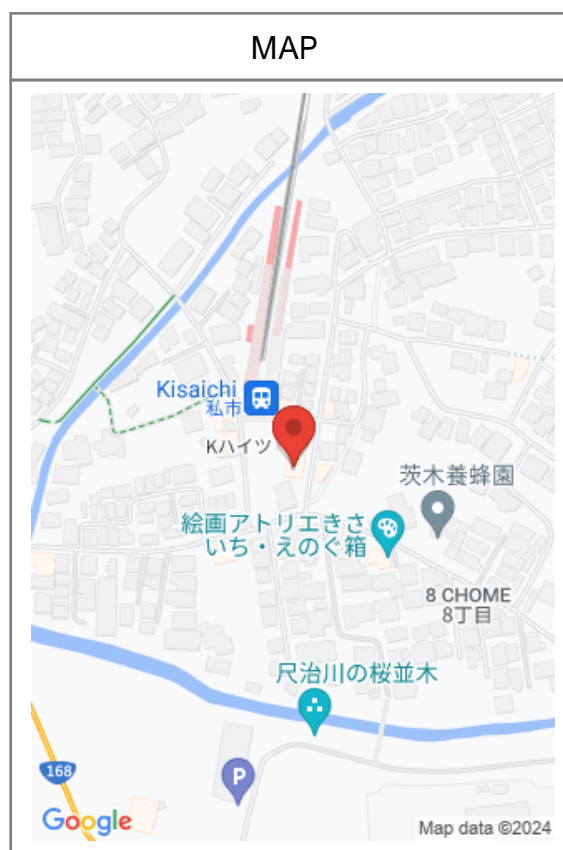 MAP
Kisaichi
私市
Kハイツ
茨木養蜂園
絵画アトリエきさ
いち・えのぐ箱
8 CHOME
8丁目
尺治川の桜並木
168
P
Google
Map data ©2024